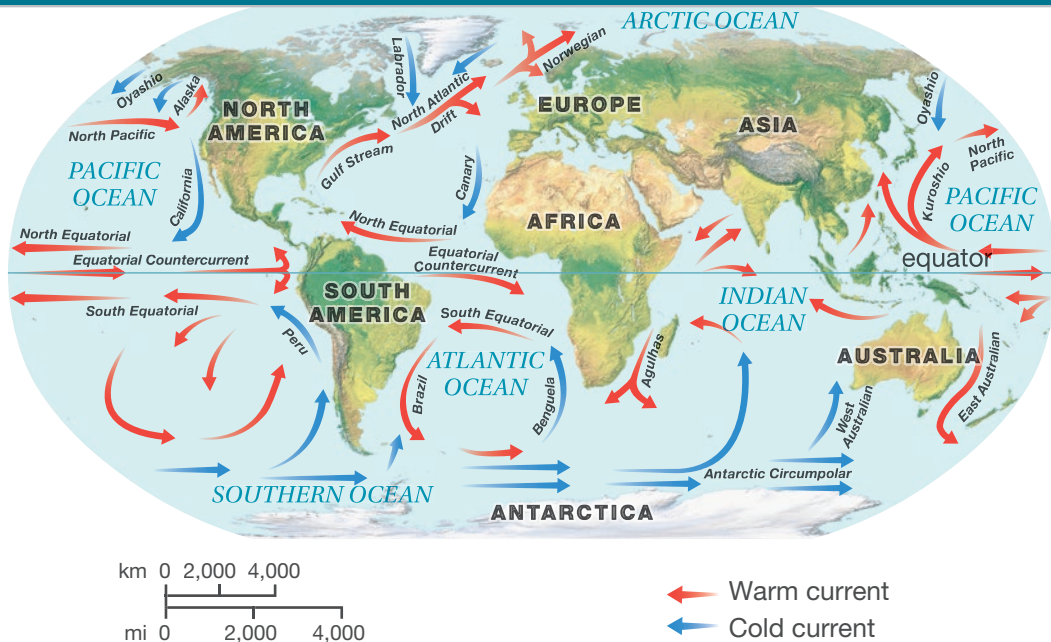 ARCTIC OCEAN
Oyashio
Alaska
North Pacific
NORTH
AMERICA
Labrador
North Atlantic
Drift
Norwegian
EUROPE
ASIA
Oyashio
North
Pacific
Kuroshio
PACIFIC
OCEAN
California
Gulf Stream
Canary
AFRICA
PACIFIC
OCEAN
North Equatorial
Equatorial Countercurrent
South Equatorial
North Equatorial
Equatorial
Countercurrent
equator
SOUTH
AMERICA
Peru
South Equatorial
ATLANTIC
OCEAN
Brazil
Benguela
Agulhas
INDIAN
OCEAN
AUSTRALIA
West
Australian
East Australian
Antarctic Circumpolar
SOUTHERN OCEAN
ANTARCTICA
km 0 2,000 4,000
mi 0 2,000 4,000
Warm current
Cold current